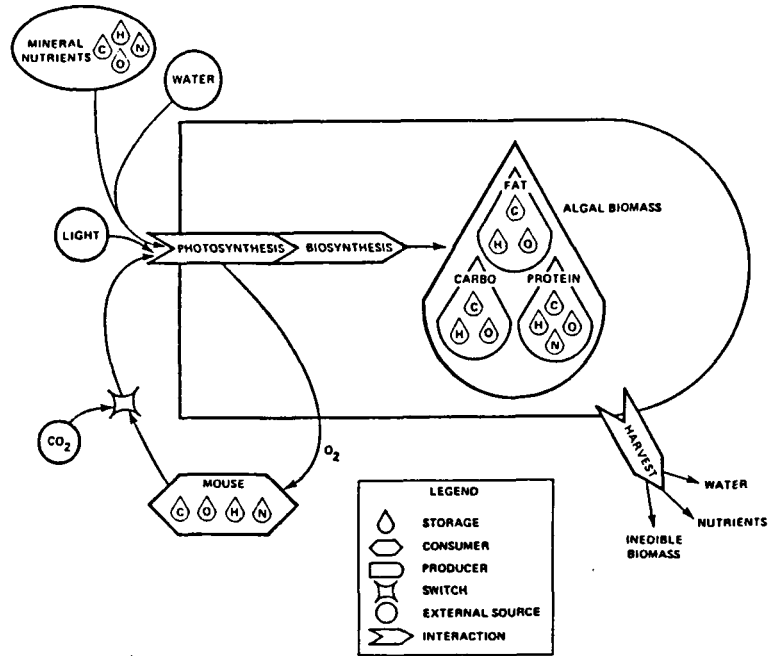 MINERAL
NUTRIENTS
C H N O
WATER
LIGHT
PHOTOSYNTHESIS
BIOSYNTHESIS
FAT
C
H O
ALGAL BIOMASS
CARBO
C
H O
PROTEIN
C
H O
N
CO₂
O₂
MOUSE
C O H N
HARVEST
WATER
NUTRIENTS
INEDIBLE
BIOMASS
LEGEND
STORAGE
CONSUMER
PRODUCER
SWITCH
EXTERNAL SOURCE
INTERACTION